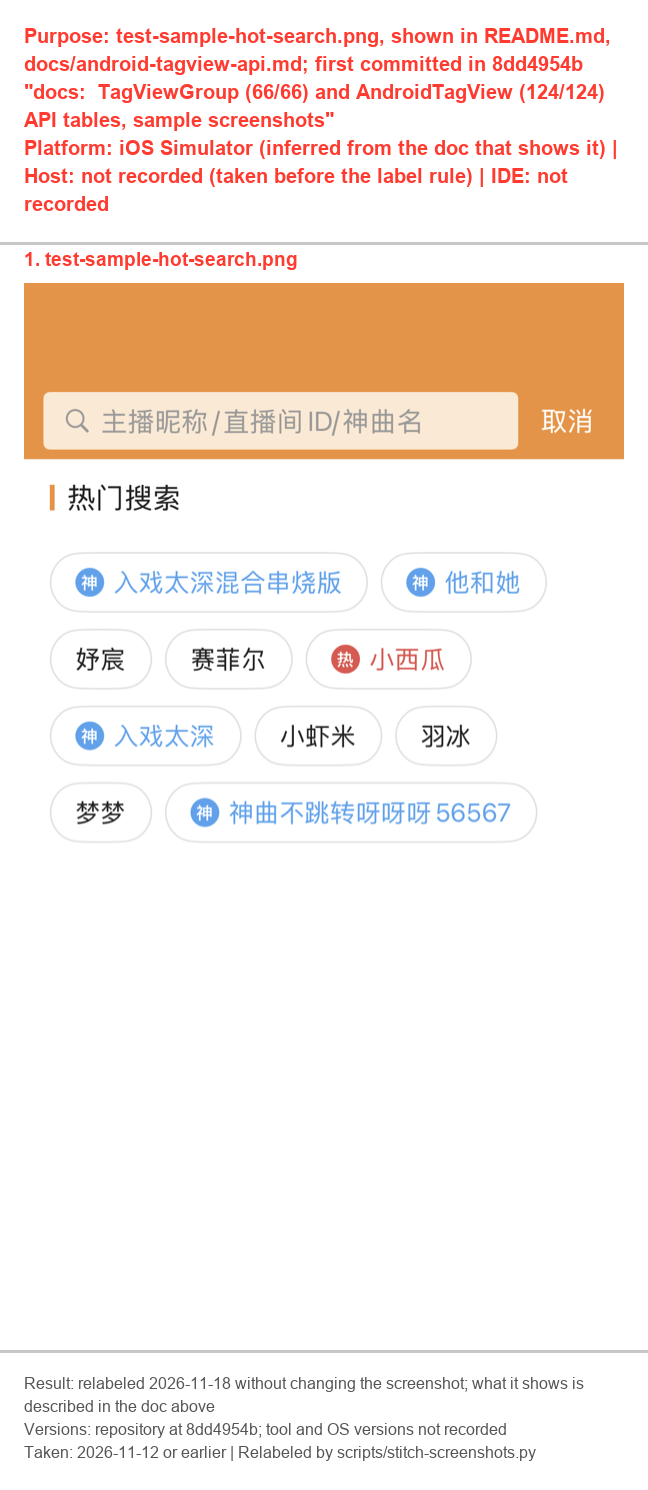 Purpose: test-sample-hot-search.png, shown in README.md,
docs/android-tagview-api.md; first committed in 8dd4954b
"docs:  TagViewGroup (66/66) and AndroidTagView (124/124)
API tables, sample screenshots"
Platform: iOS Simulator (inferred from the doc that shows it) |
Host: not recorded (taken before the label rule) | IDE: not
recorded
1. test-sample-hot-search.png
主播昵称/直播间ID/神曲名 取消
热门搜索
神 入戏太深混合串烧版 神 他和她
妤宸 赛菲尔 热 小西瓜
神 入戏太深 小虾米 羽冰
梦梦 神 神曲不跳转呀呀呀56567
Result: relabeled 2026-11-18 without changing the screenshot; what it shows is
described in the doc above
Versions: repository at 8dd4954b; tool and OS versions not recorded
Taken: 2026-11-12 or earlier | Relabeled by scripts/stitch-screenshots.py